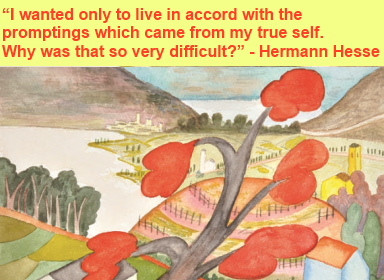 “I wanted only to live in accord with the
promptings which came from my true self.
Why was that so very difficult?” - Hermann Hesse